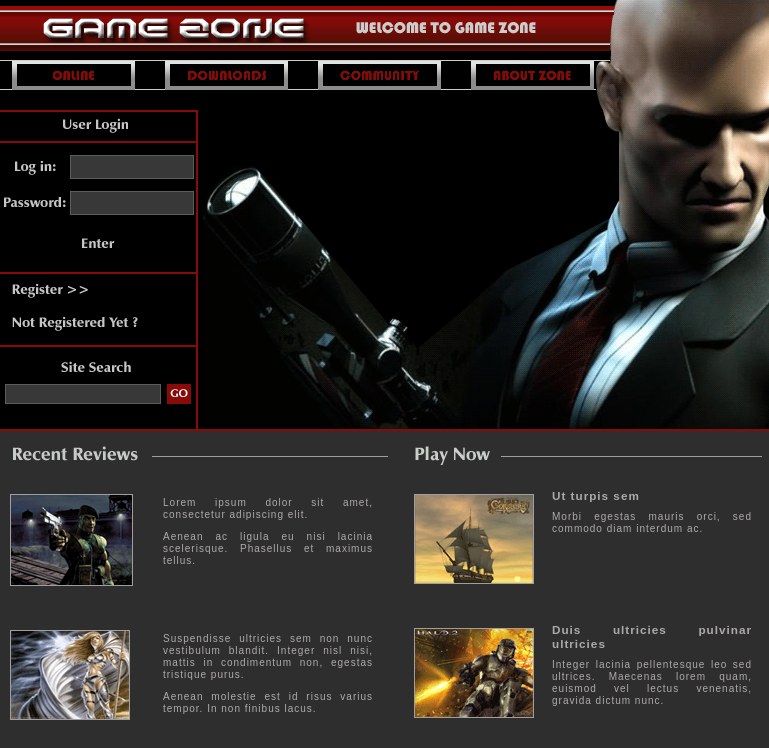 GAME ZONE
WELCOME TO GAME ZONE
ONLINE
DOWNLOADS
COMMUNITY
ABOUT ZONE
User Login
Log in:
Password:
Enter
Register >>
Not Registered Yet ?
Site Search
GO
Recent Reviews
Lorem ipsum dolor sit amet,
consectetur adipiscing elit.
Aenean ac ligula eu nisi lacinia
scelerisque. Phasellus et maximus
tellus.
Suspendisse ultricies sem non nunc
vestibulum blandit. Integer nisl nisi,
mattis in condimentum non, egestas
tristique purus.
Aenean molestie est id risus varius
tempor. In non finibus lacus.
Play Now
Ut turpis sem
Morbi egestas mauris orci, sed
commodo diam interdum ac.
HALO 2
Duis ultricies pulvinar
ultricies
Integer lacinia pellentesque leo sed
ultrices. Maecenas lorem quam,
euismod vel lectus venenatis,
gravida dictum nunc.